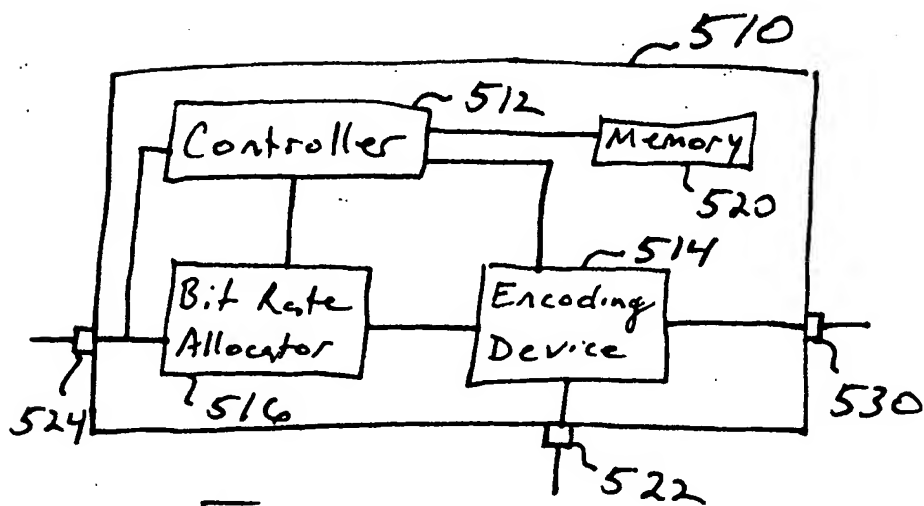 510
512
Controller
Memory
520
514
Bit Rate
Allocator
Encoding
Device
524
516
530
522